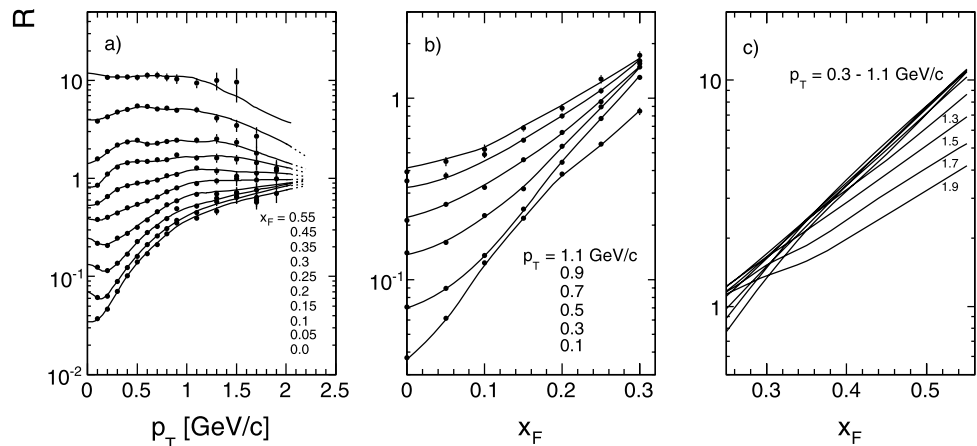 R
a)
10
1
10⁻¹
10⁻²
x_F = 0.55
0.45
0.35
0.3
0.25
0.2
0.15
0.1
0.05
0.0
0 0.5 1 1.5 2 2.5
p_T [GeV/c]
b)
1
10⁻¹
p_T = 1.1 GeV/c
0.9
0.7
0.5
0.3
0.1
0 0.1 0.2 0.3
x_F
c)
10
1
p_T = 0.3 - 1.1 GeV/c
1.3
1.5
1.7
1.9
0.3 0.4 0.5
x_F